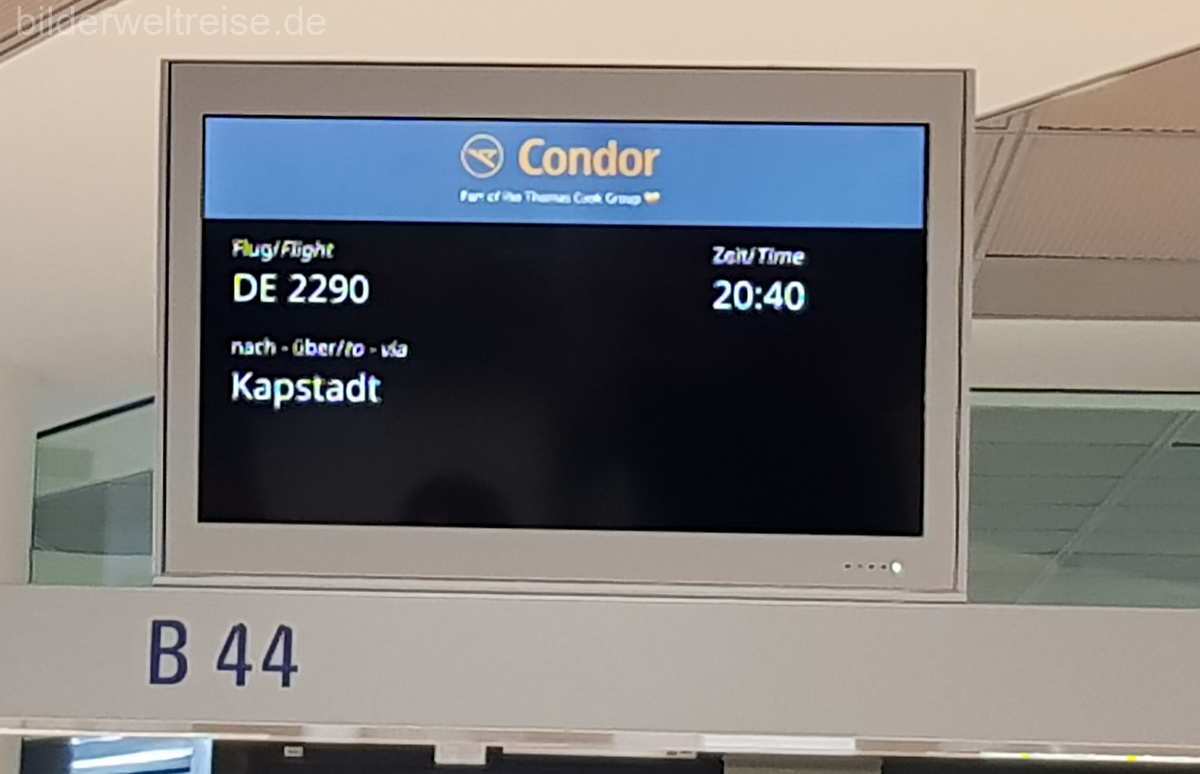 bilderweltreise.de
Condor
Part of the Thomas Cook Group
Flug/Flight
Zeit/Time
DE 2290
20:40
nach - über/to - via
Kapstadt
B 44